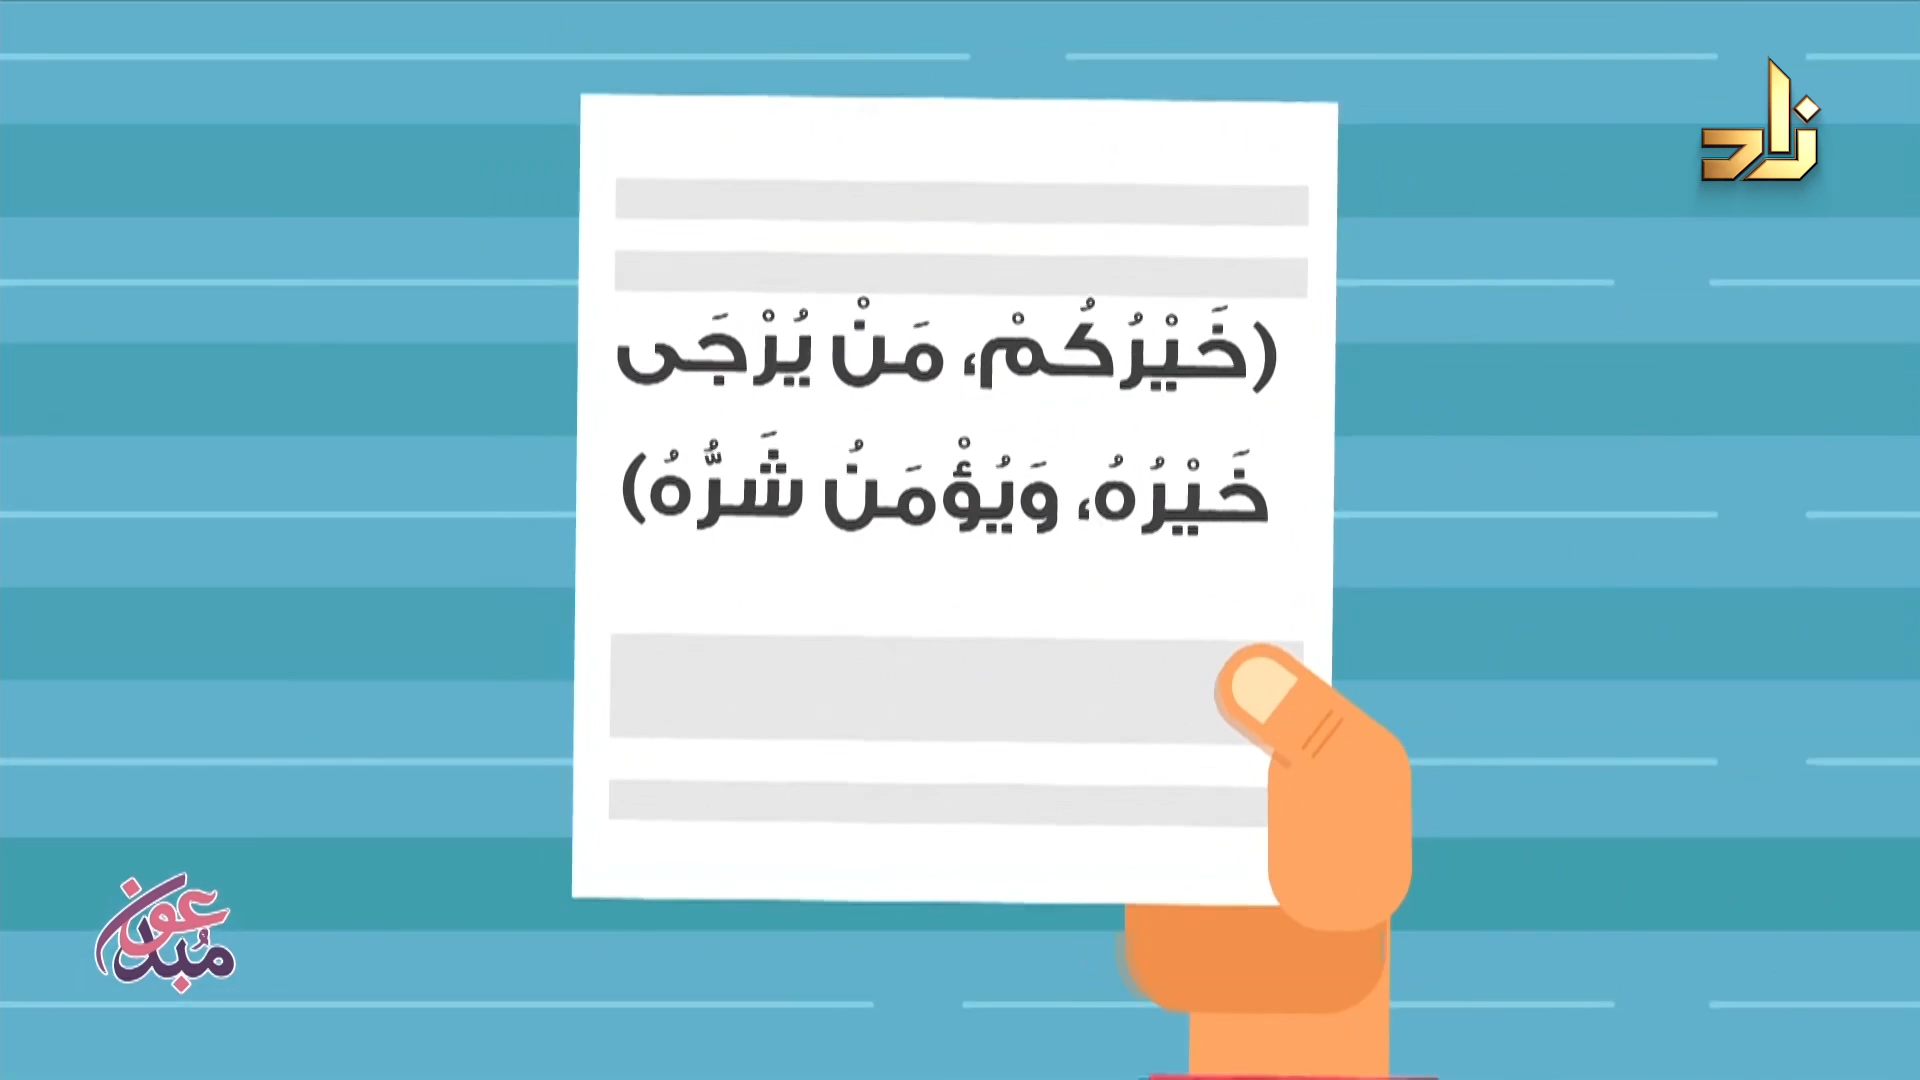 زاد
(خَيْرُكُمْ، مَنْ يُرْجَى
خَيْرُهُ، وَيُؤْمَنُ شَرُّهُ)
مُبدعون